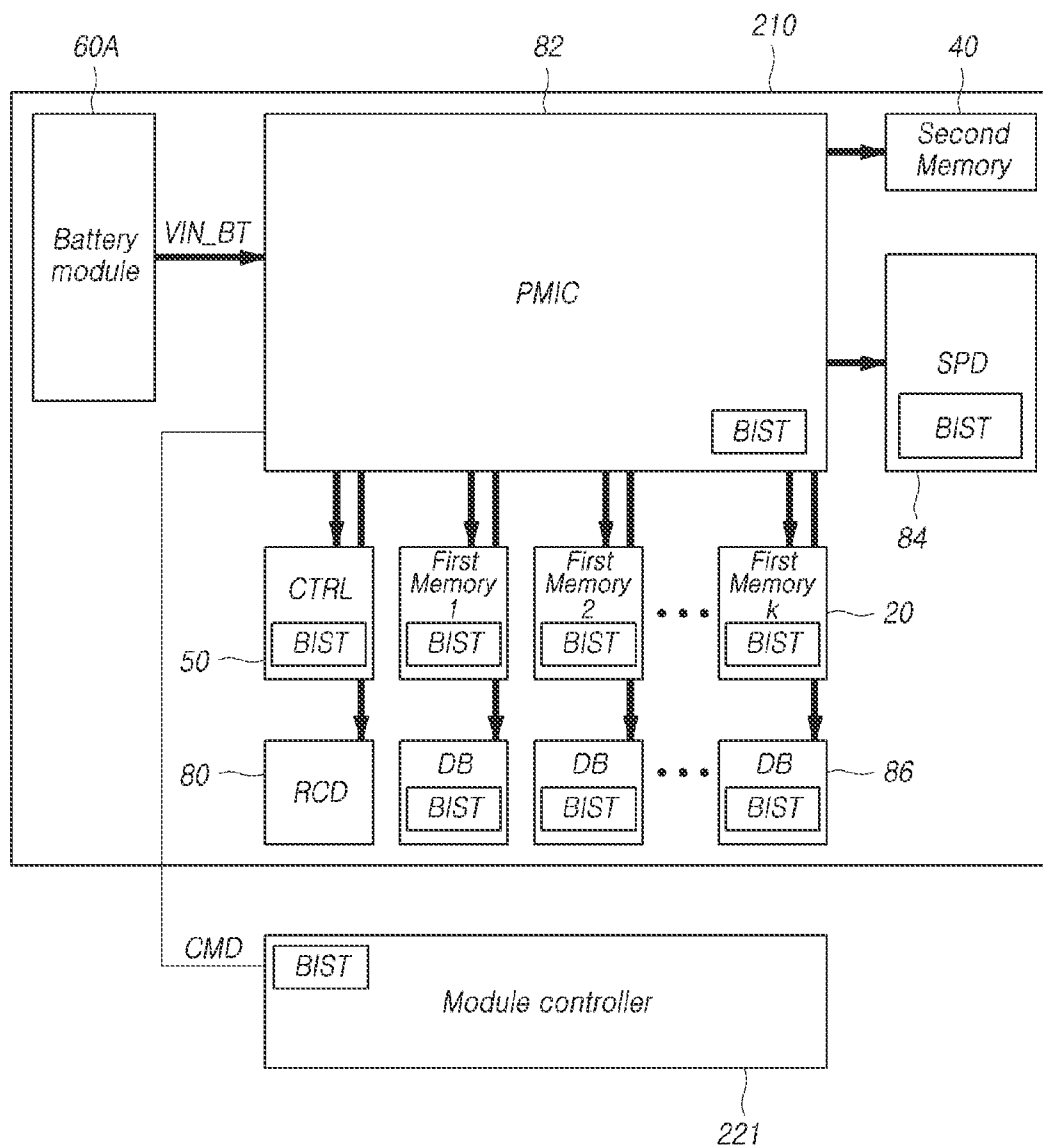 60A
82
210
40
Battery
module
VIN_BT
PMIC
BIST
Second
Memory
SPD
BIST
84
CTRL
BIST
50
First
Memory
1
BIST
First
Memory
2
BIST
• • •
First
Memory
k
BIST
20
80
RCD
DB
BIST
DB
BIST
• • •
DB
BIST
86
CMD
BIST
Module controller
221